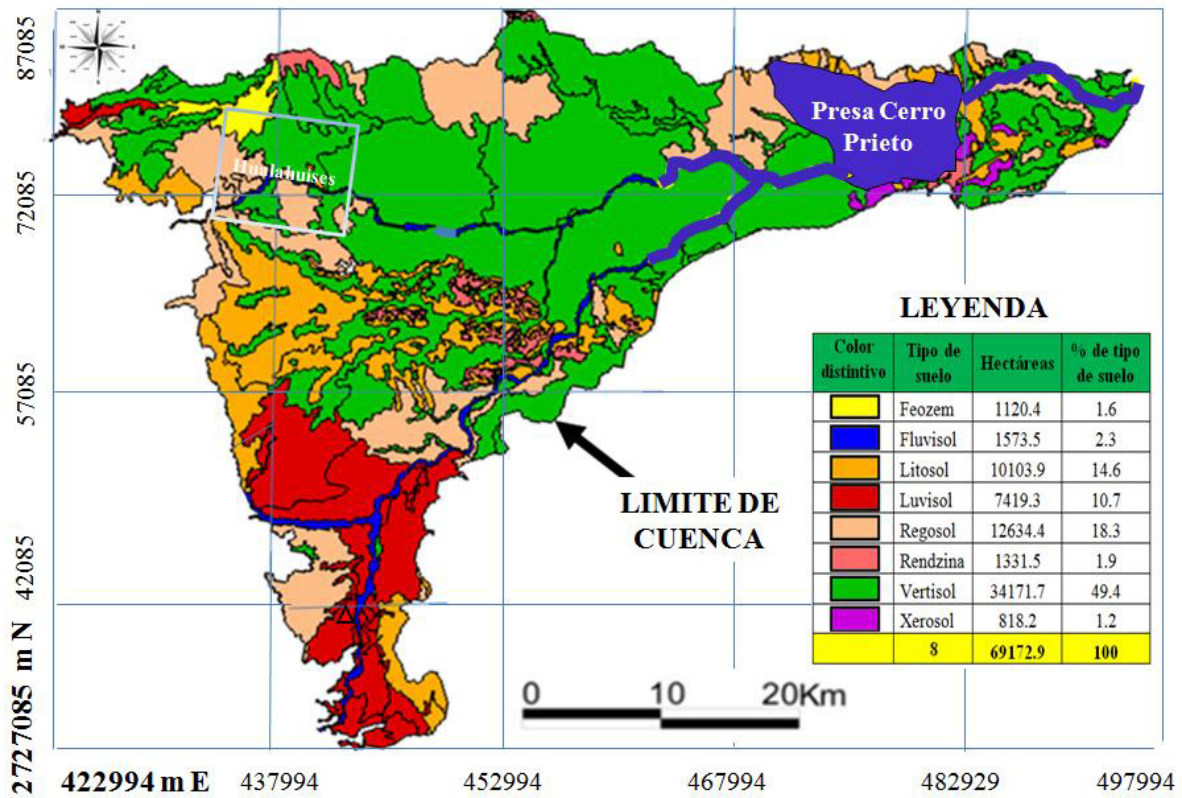 87085
72085
57085
42085
2727085 m N
Hualahuises
Presa Cerro
Prieto
LIMITE DE
CUENCA
LEYENDA
Color distintivo Tipo de suelo Hectáreas % de tipo de suelo
Feozem 1120.4 1.6
Fluvisol 1573.5 2.3
Litosol 10103.9 14.6
Luvisol 7419.3 10.7
Regosol 12634.4 18.3
Rendzina 1331.5 1.9
Vertisol 34171.7 49.4
Xerosol 818.2 1.2
8 69172.9 100
0 10 20Km
422994 m E 437994 452994 467994 482929 497994